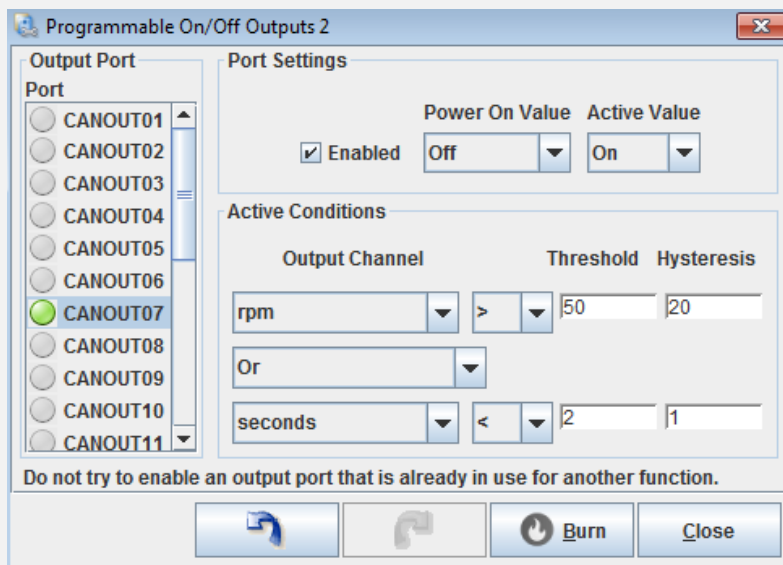 Programmable On/Off Outputs 2
Output Port
Port
CANOUT01
CANOUT02
CANOUT03
CANOUT04
CANOUT05
CANOUT06
CANOUT07
CANOUT08
CANOUT09
CANOUT10
CANOUT11
Port Settings
Power On Value Active Value
Enabled Off On
Active Conditions
Output Channel Threshold Hysteresis
rpm > 50 20
Or
seconds < 2 1
Do not try to enable an output port that is already in use for another function.
Burn Close